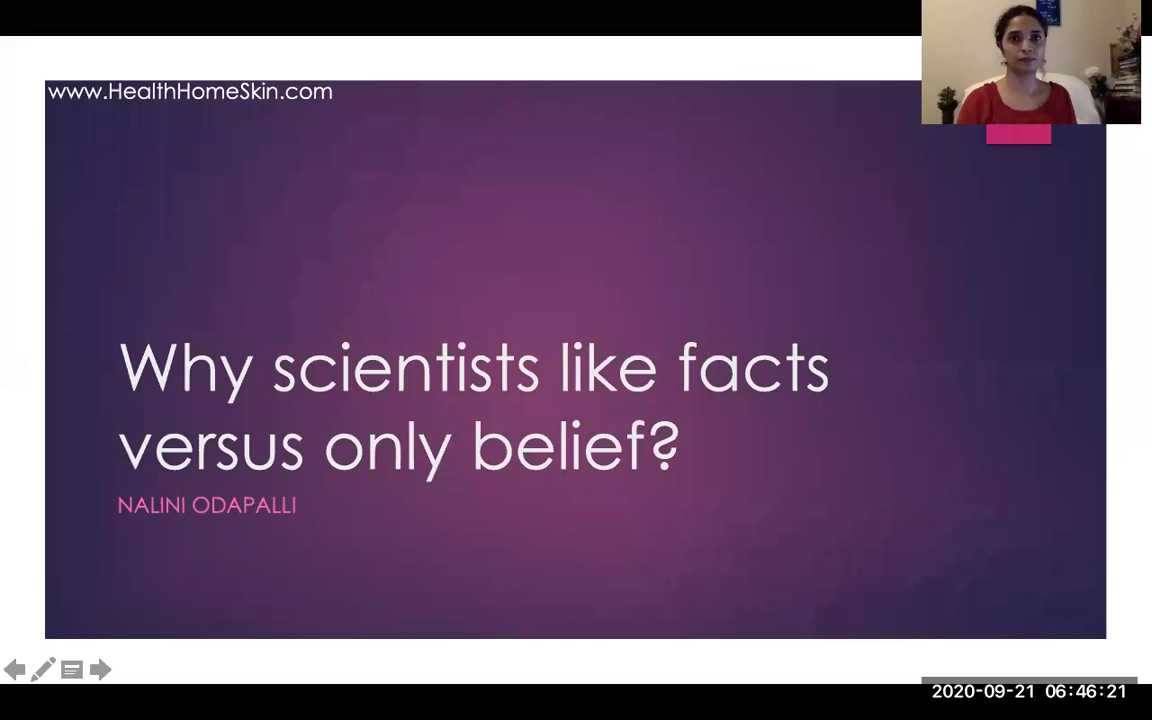 www.HealthHomeSkin.com
Why scientists like facts
versus only belief?
NALINI ODAPALLI
2020-09-21 06:46:21